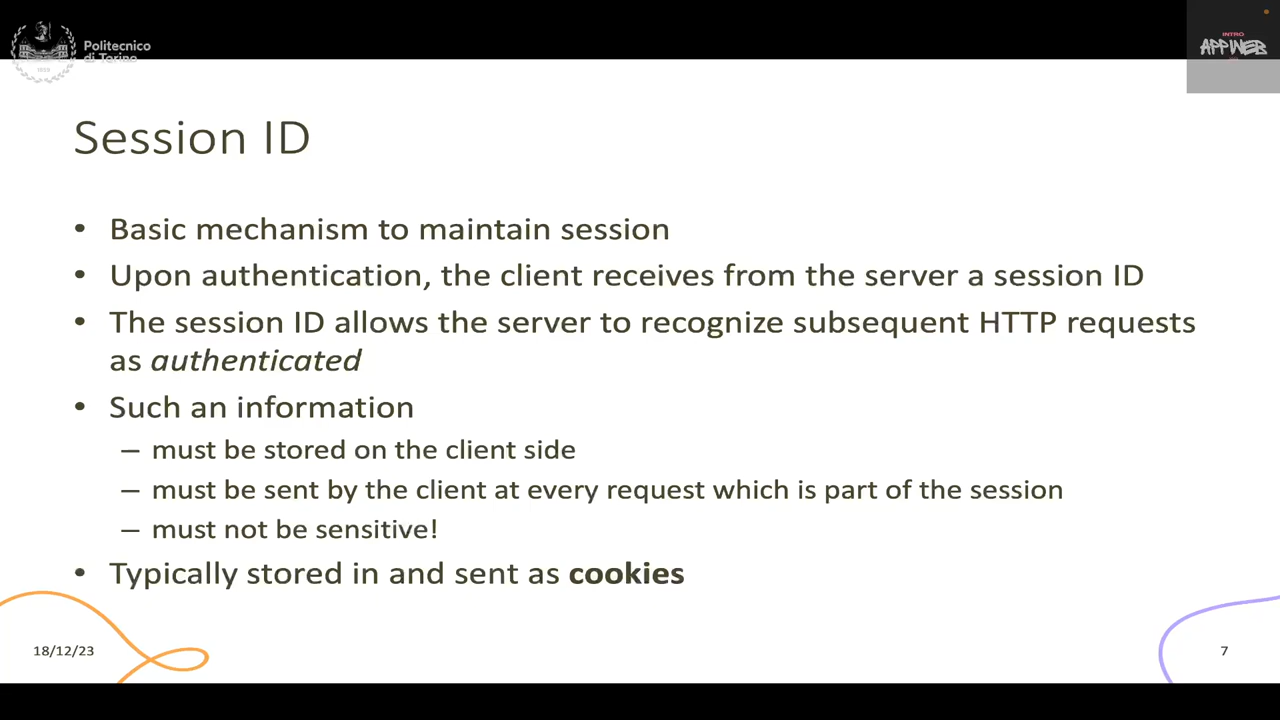 Politecnico
di Torino
INTRO
APPWEB
Session ID
• Basic mechanism to maintain session
• Upon authentication, the client receives from the server a session ID
• The session ID allows the server to recognize subsequent HTTP requests
as authenticated
• Such an information
– must be stored on the client side
– must be sent by the client at every request which is part of the session
– must not be sensitive!
• Typically stored in and sent as cookies
18/12/23
7